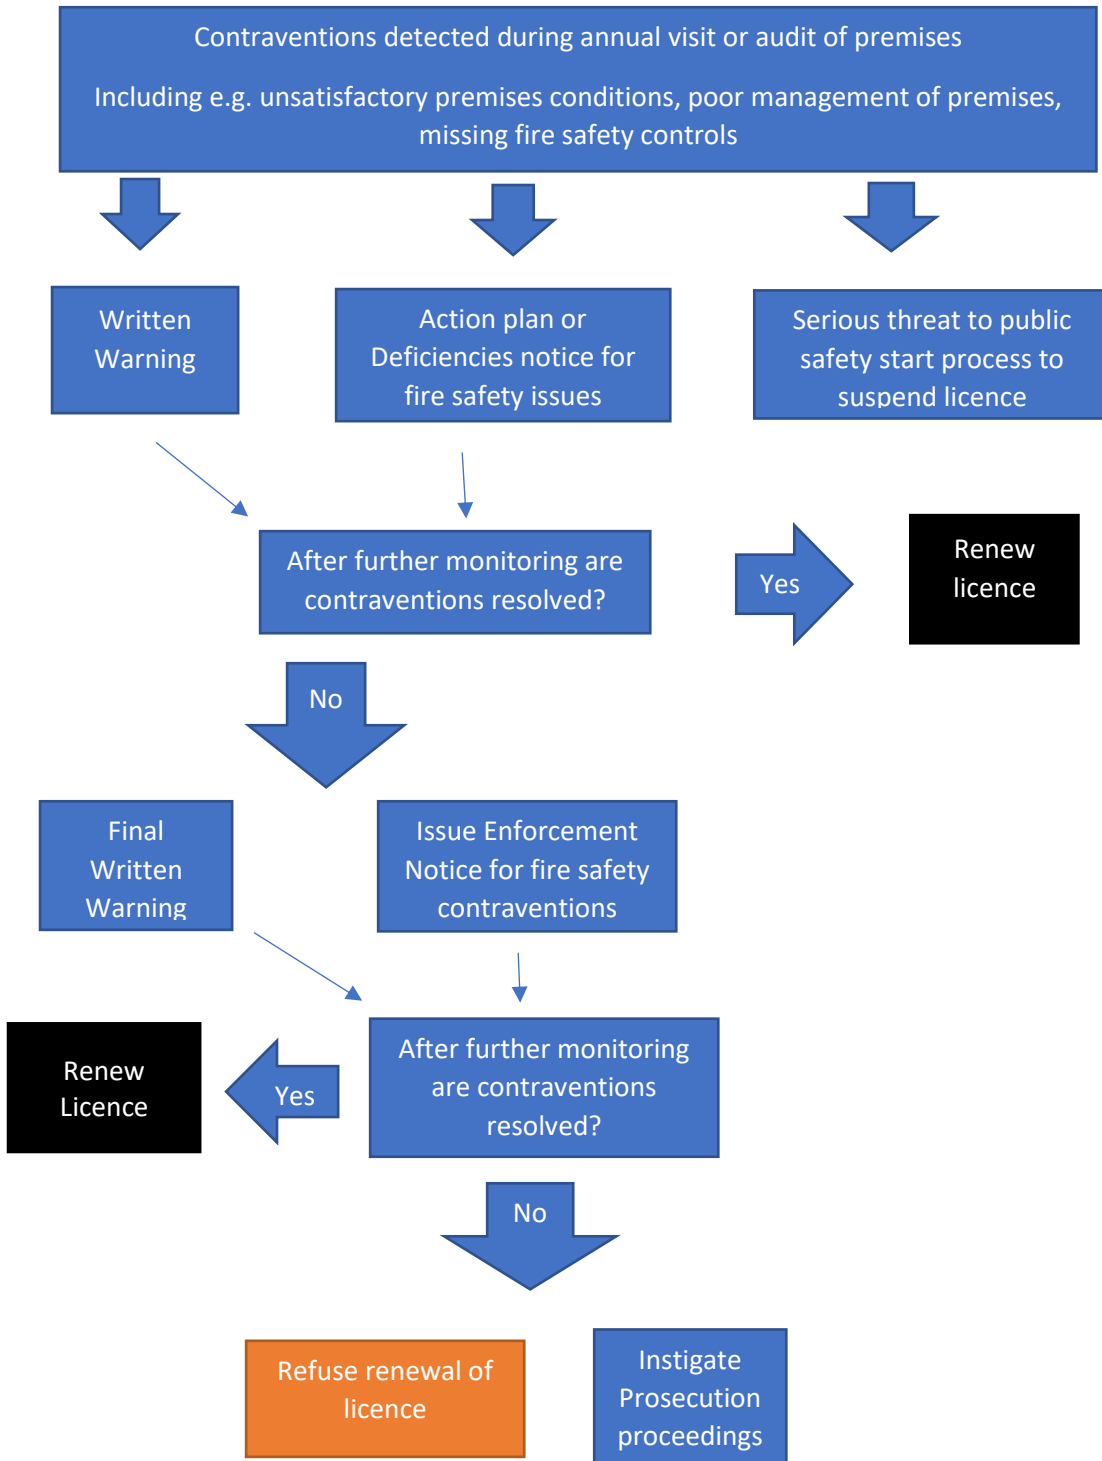 Contraventions detected during annual visit or audit of premises
Including e.g. unsatisfactory premises conditions, poor management of premises,
missing fire safety controls
Written
Warning
Action plan or
Deficiencies notice for
fire safety issues
Serious threat to public
safety start process to
suspend licence
After further monitoring are
contraventions resolved?
Yes
Renew
licence
No
Final
Written
Warning
Issue Enforcement
Notice for fire safety
contraventions
Renew
Licence
Yes
After further monitoring
are contraventions
resolved?
No
Refuse renewal of
licence
Instigate
Prosecution
proceedings